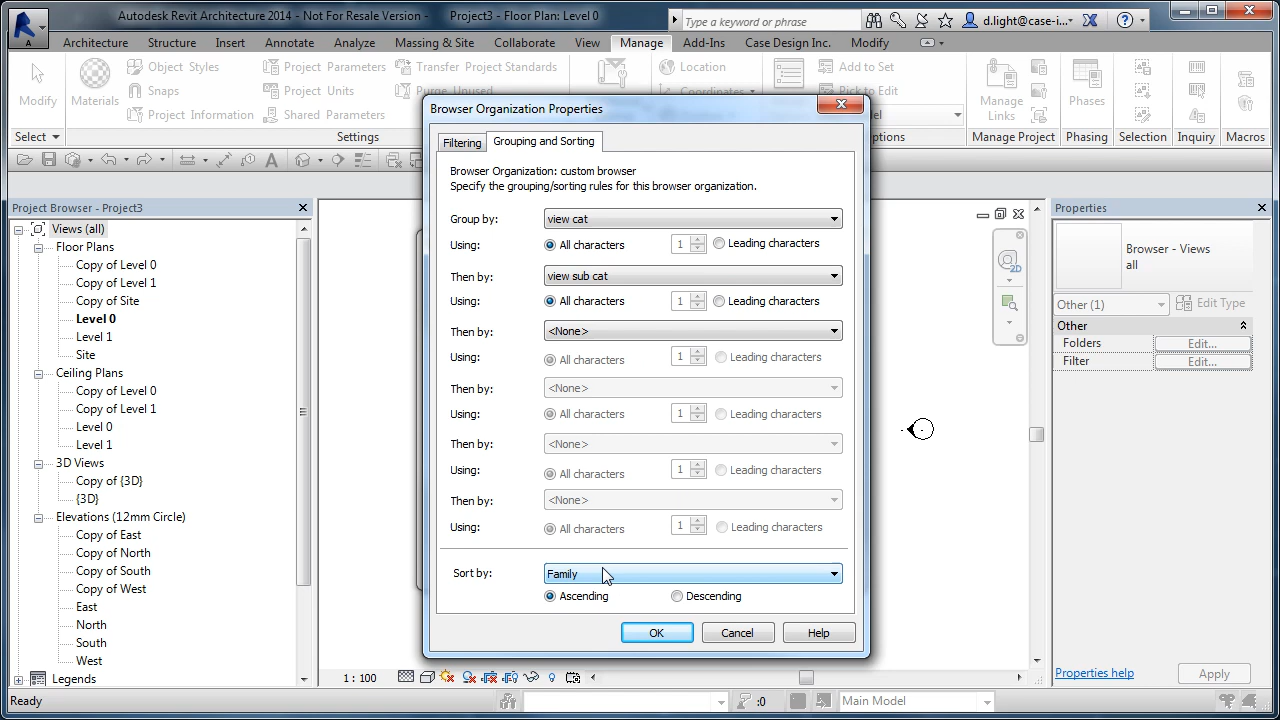 Autodesk Revit Architecture 2014 - Not For Resale Version - Project3 - Floor Plan: Level 0
Type a keyword or phrase
d.light@case-i...
A
Architecture Structure Insert Annotate Analyze Massing & Site Collaborate View Manage Add-Ins Case Design Inc. Modify
Modify
Materials
Object Styles
Snaps
Project Information
Project Parameters
Project Units
Shared Parameters
Transfer Project Standards
Purge Unused
Location
Coordinates
Add to Set
Pick to Edit
Manage
Links
Phases
Select
Settings
Manage Project
Phasing
Selection
Inquiry
Macros
Project Browser - Project3
Views (all)
Floor Plans
Copy of Level 0
Copy of Level 1
Copy of Site
Level 0
Level 1
Site
Ceiling Plans
Copy of Level 0
Copy of Level 1
Level 0
Level 1
3D Views
Copy of {3D}
{3D}
Elevations (12mm Circle)
Copy of East
Copy of North
Copy of South
Copy of West
East
North
South
West
Legends
Browser Organization Properties
Filtering
Grouping and Sorting
Browser Organization: custom browser
Specify the grouping/sorting rules for this browser organization.
Group by: view cat
Using: All characters 1 Leading characters
Then by: view sub cat
Using: All characters 1 Leading characters
Then by: <None>
Using: All characters 1 Leading characters
Then by: <None>
Using: All characters 1 Leading characters
Then by: <None>
Using: All characters 1 Leading characters
Then by: <None>
Using: All characters 1 Leading characters
Sort by: Family
Ascending Descending
OK Cancel Help
2D
Properties
Browser - Views
all
Other (1)
Edit Type
Other
Folders Edit...
Filter Edit...
Properties help
Apply
1 : 100
Ready
:0
Main Model